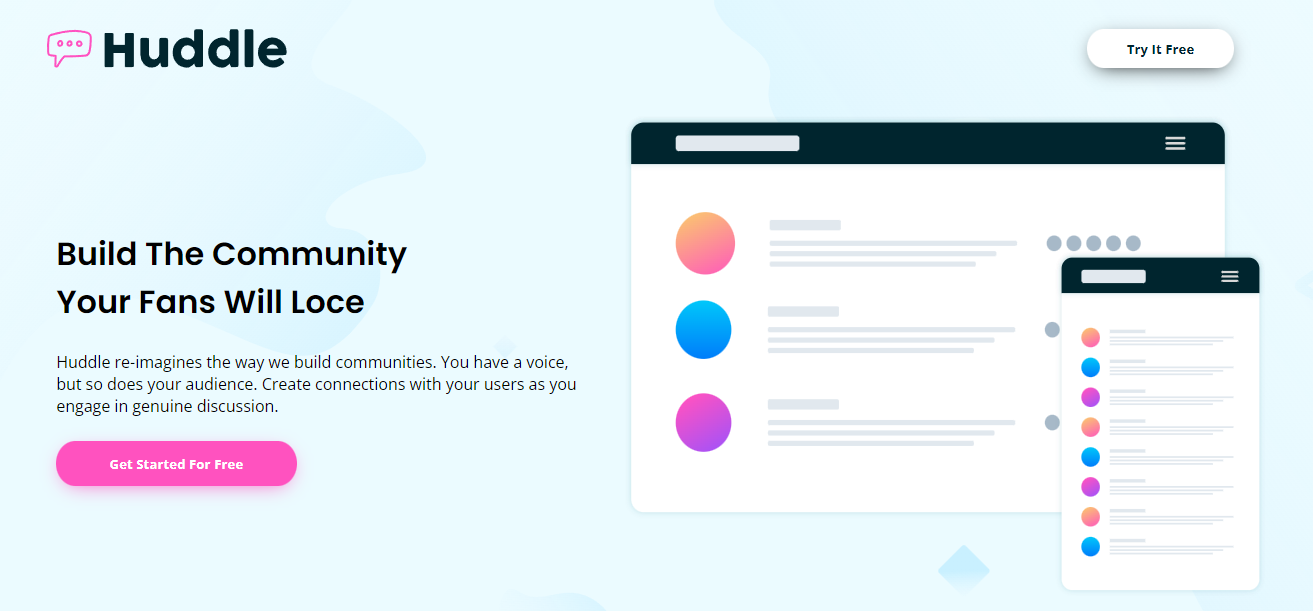 Huddle
Try It Free
Build The Community
Your Fans Will Loce
Huddle re-imagines the way we build communities. You have a voice,
but so does your audience. Create connections with your users as you
engage in genuine discussion.
Get Started For Free